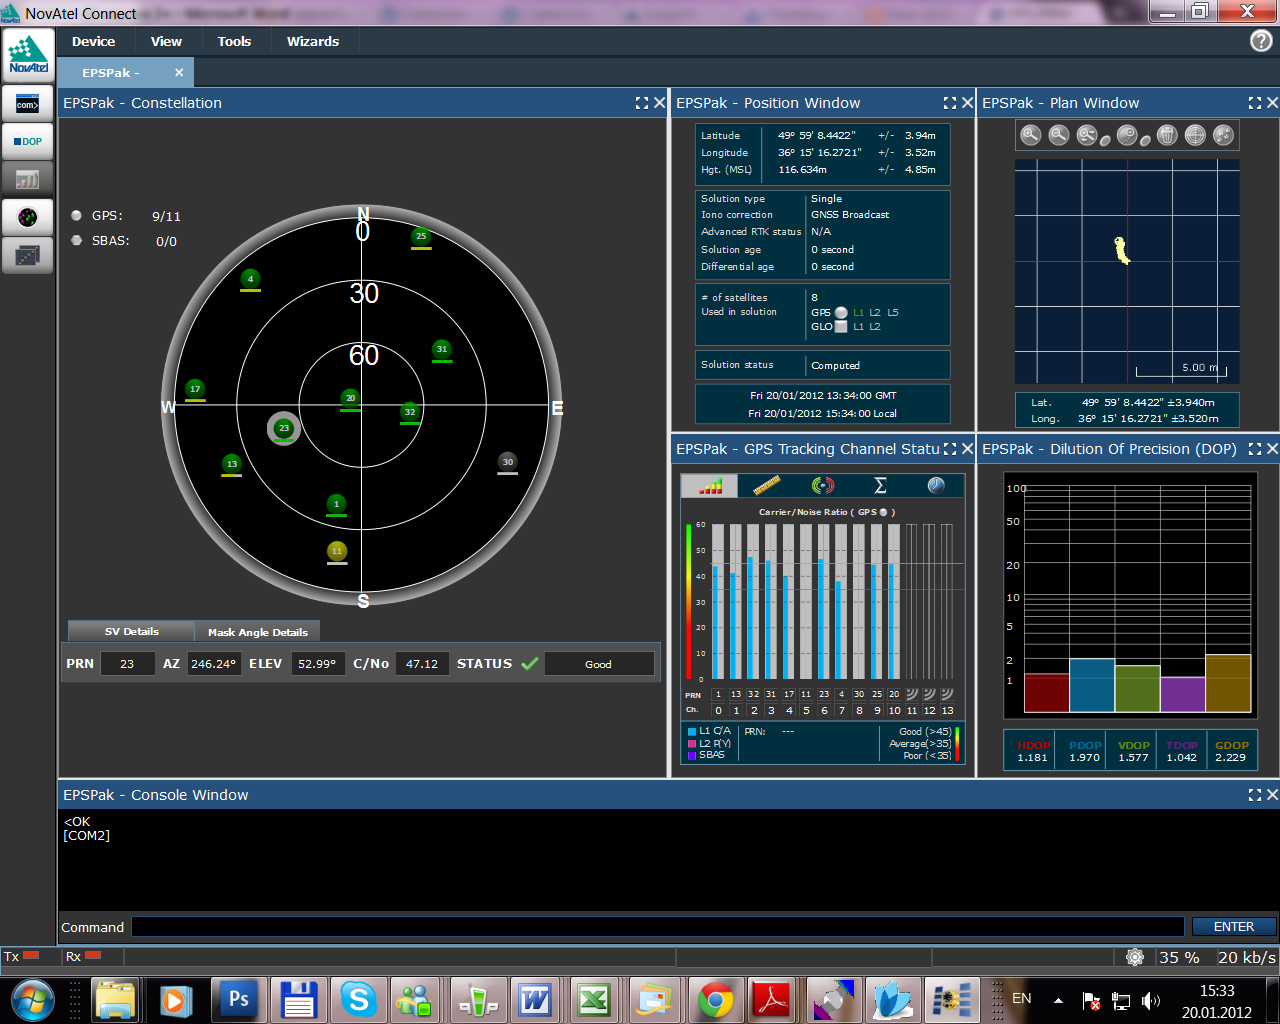 NovAtel Connect
Microsoft Word
Device View Tools Wizards
NovAtel
EPSPak -
com>
DOP
EPSPak - Constellation
GPS: 9/11
SBAS: 0/0
N
0
30
60
W
E
S
25
4
31
17
20
32
23
13
30
1
11
SV Details Mask Angle Details
PRN 23 AZ 246.24° ELEV 52.99° C/No 47.12 STATUS Good
EPSPak - Position Window
Latitude 49° 59' 8.4422" +/- 3.94m
Longitude 36° 15' 16.2721" +/- 3.52m
Hgt. (MSL) 116.634m +/- 4.85m
Solution type Single
Iono correction GNSS Broadcast
Advanced RTK status N/A
Solution age 0 second
Differential age 0 second
# of satellites 8
Used in solution GPS L1 L2 L5
GLO L1 L2
Solution status Computed
Fri 20/01/2012 13:34:00 GMT
Fri 20/01/2012 15:34:00 Local
EPSPak - Plan Window
5.00 m
Lat. 49° 59' 8.4422" ±3.940m
Long. 36° 15' 16.2721" ±3.520m
EPSPak - GPS Tracking Channel Statu
Σ
Carrier/Noise Ratio ( GPS )
60
50
40
30
20
10
0
PRN 1 13 32 31 17 11 23 4 30 25 20
Ch. 0 1 2 3 4 5 6 7 8 9 10 11 12 13
L1 C/A
L2 P(Y)
SBAS
PRN: ---
Good (>45)
Average(>35)
Poor (<35)
EPSPak - Dilution Of Precision (DOP)
100
50
20
10
5
2
1
HDOP PDOP VDOP TDOP GDOP
1.181 1.970 1.577 1.042 2.229
EPSPak - Console Window
<OK
[COM2]
Command ENTER
Tx Rx 35 % 20 kb/s
Ps S W X
EN 15:33
20.01.2012